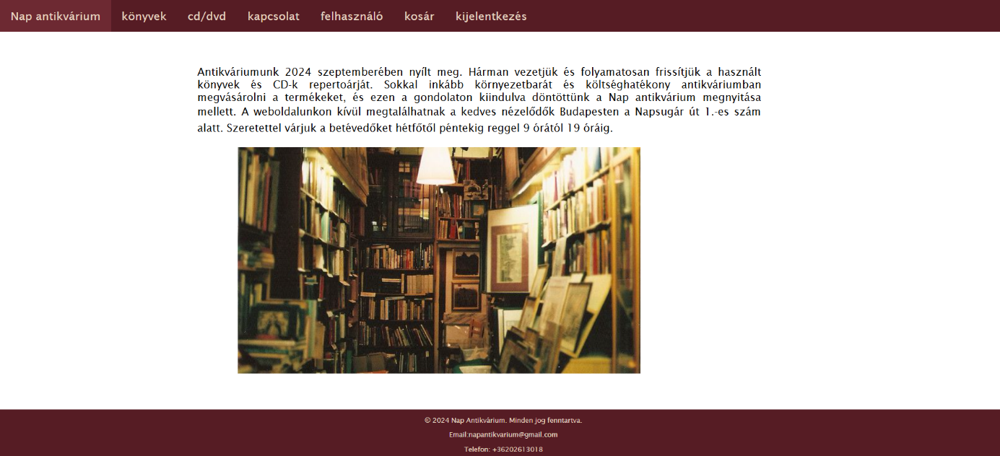 Nap antikvárium könyvek cd/dvd kapcsolat felhasználó kosár kijelentkezés
Antikváriumunk 2024 szeptemberében nyílt meg. Hárman vezetjük és folyamatosan frissítjük a használt
könyvek és CD-k repertoárját. Sokkal inkább környezetbarát és költséghatékony antikváriumban
megvásárolni a termékeket, és ezen a gondolaton kiindulva döntöttünk a Nap antikvárium megnyitása
mellett. A weboldalunkon kívül megtalálhatnak a kedves nézelődők Budapesten a Napsugár út 1.-es szám
alatt. Szeretettel várjuk a betévedőket hétfőtől péntekig reggel 9 órától 19 óráig.
© 2024 Nap Antikvárium. Minden jog fenntartva.
Email:napantikvarium@gmail.com
Telefon: +36202613018